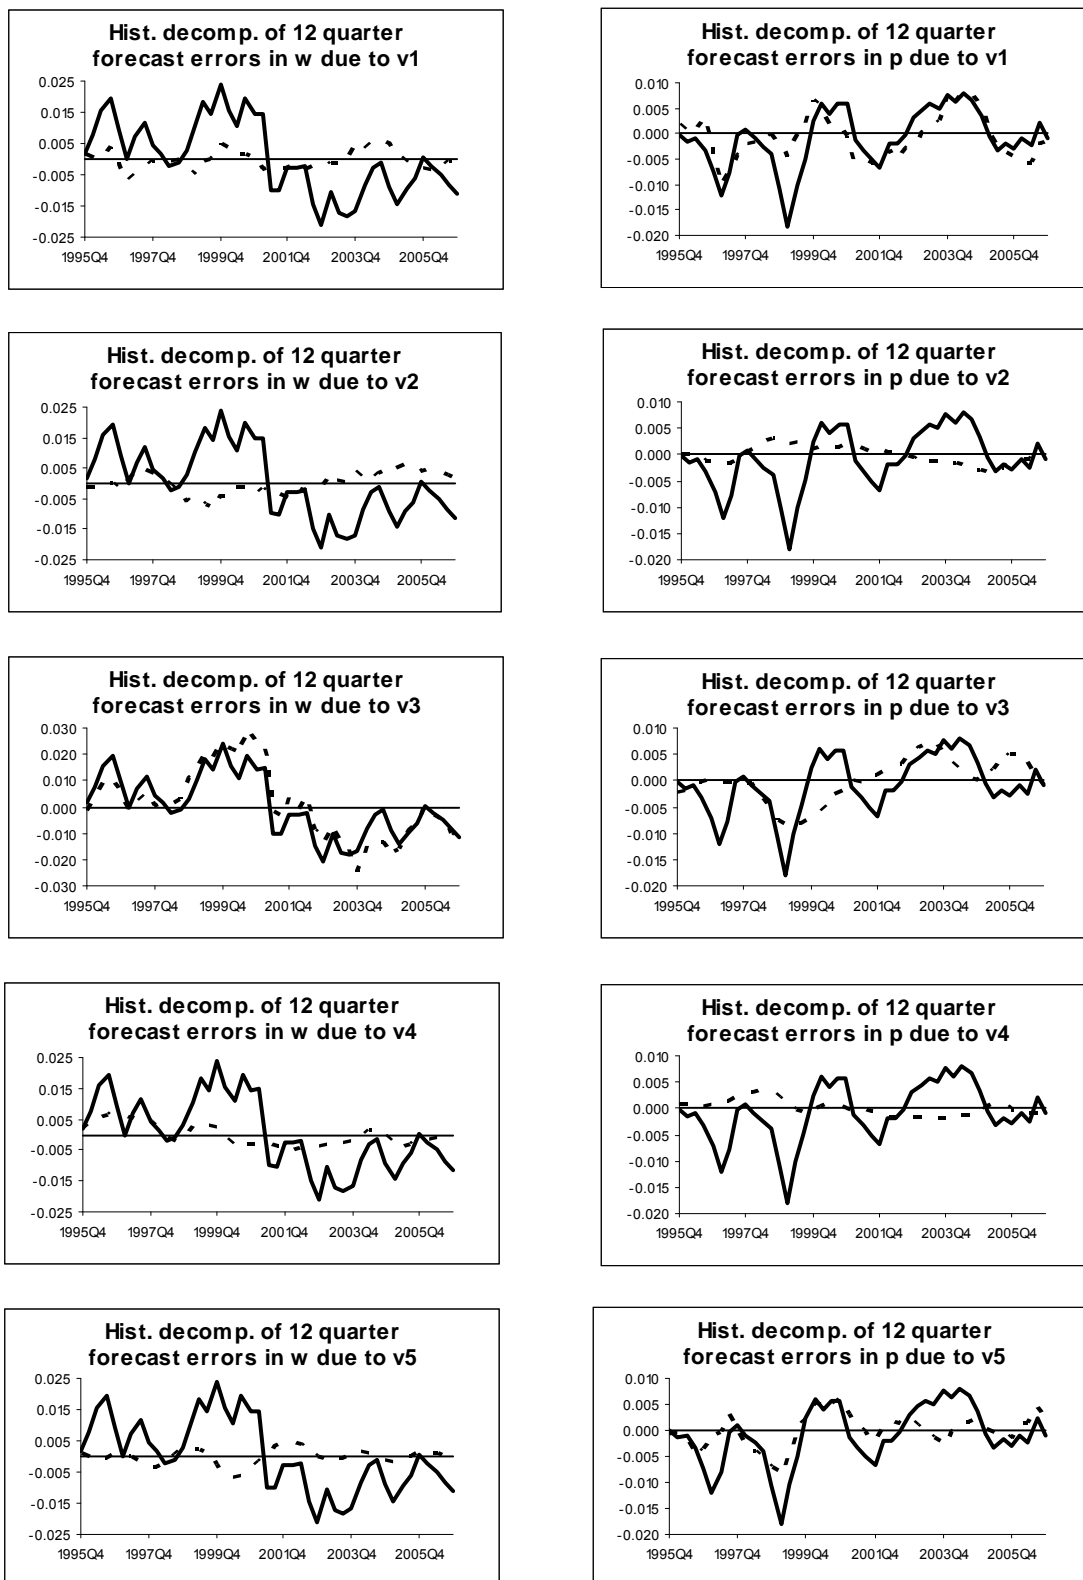 Hist. decomp. of 12 quarter
forecast errors in w due to v1
0.025
0.015
0.005
-0.005
-0.015
-0.025
1995Q4 1997Q4 1999Q4 2001Q4 2003Q4 2005Q4
Hist. decomp. of 12 quarter
forecast errors in p due to v1
0.010
0.005
0.000
-0.005
-0.010
-0.015
-0.020
1995Q4 1997Q4 1999Q4 2001Q4 2003Q4 2005Q4
Hist. decomp. of 12 quarter
forecast errors in w due to v2
0.025
0.015
0.005
-0.005
-0.015
-0.025
1995Q4 1997Q4 1999Q4 2001Q4 2003Q4 2005Q4
Hist. decomp. of 12 quarter
forecast errors in p due to v2
0.010
0.005
0.000
-0.005
-0.010
-0.015
-0.020
1995Q4 1997Q4 1999Q4 2001Q4 2003Q4 2005Q4
Hist. decomp. of 12 quarter
forecast errors in w due to v3
0.030
0.020
0.010
0.000
-0.010
-0.020
-0.030
1995Q4 1997Q4 1999Q4 2001Q4 2003Q4 2005Q4
Hist. decomp. of 12 quarter
forecast errors in p due to v3
0.010
0.005
0.000
-0.005
-0.010
-0.015
-0.020
1995Q4 1997Q4 1999Q4 2001Q4 2003Q4 2005Q4
Hist. decomp. of 12 quarter
forecast errors in w due to v4
0.025
0.015
0.005
-0.005
-0.015
-0.025
1995Q4 1997Q4 1999Q4 2001Q4 2003Q4 2005Q4
Hist. decomp. of 12 quarter
forecast errors in p due to v4
0.010
0.005
0.000
-0.005
-0.010
-0.015
-0.020
1995Q4 1997Q4 1999Q4 2001Q4 2003Q4 2005Q4
Hist. decomp. of 12 quarter
forecast errors in w due to v5
0.025
0.015
0.005
-0.005
-0.015
-0.025
1995Q4 1997Q4 1999Q4 2001Q4 2003Q4 2005Q4
Hist. decomp. of 12 quarter
forecast errors in p due to v5
0.010
0.005
0.000
-0.005
-0.010
-0.015
-0.020
1995Q4 1997Q4 1999Q4 2001Q4 2003Q4 2005Q4